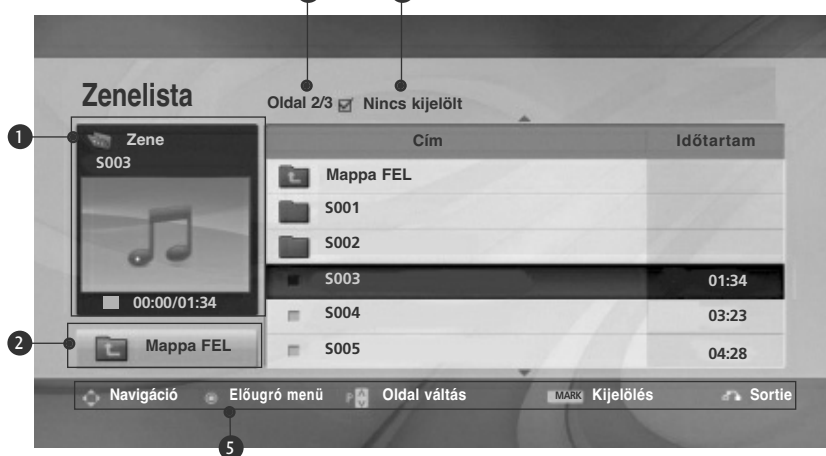 Zenelista
Oldal 2/3 Nincs kijelölt
1
Zene
S003
00:00/01:34
2
Mappa FEL
Cím Időtartam
Mappa FEL
S001
S002
S003 01:34
S004 03:23
S005 04:28
Navigáció Előugró menü P Oldal váltás MARK Kijelölés Sortie
5